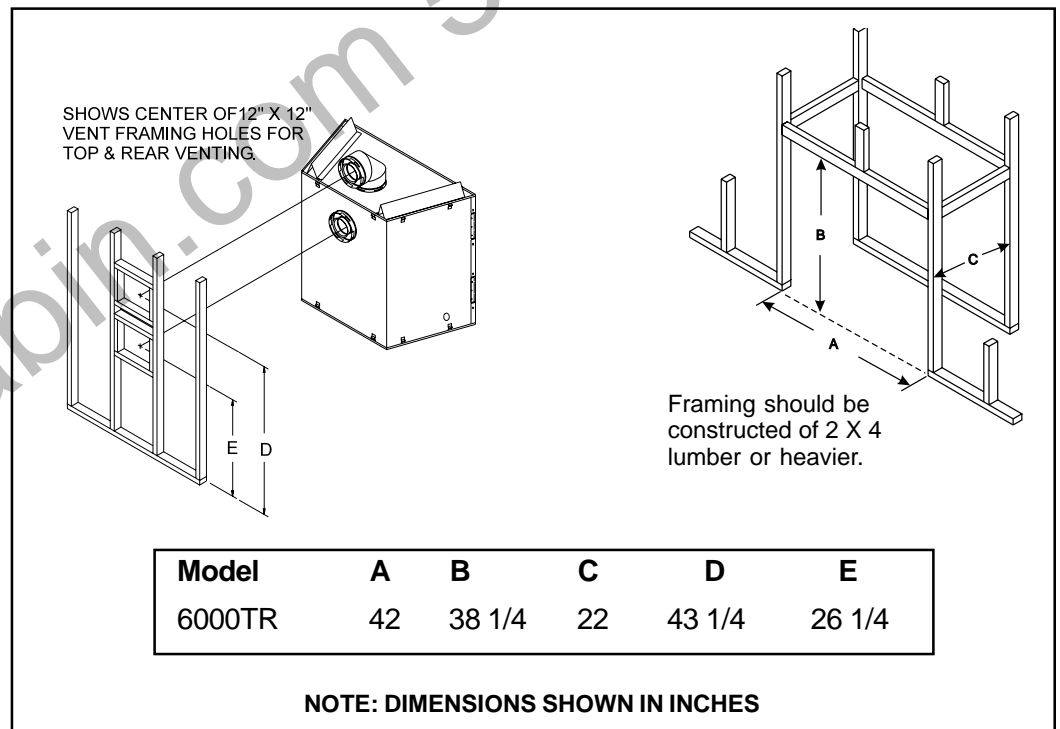 SHOWS CENTER OF12" X 12"
VENT FRAMING HOLES FOR
TOP & REAR VENTING.
E
D
B
C
A
Framing should be
constructed of 2 X 4
lumber or heavier.
Model A B C D E
6000TR 42 38 1/4 22 43 1/4 26 1/4
NOTE: DIMENSIONS SHOWN IN INCHES
abin.com